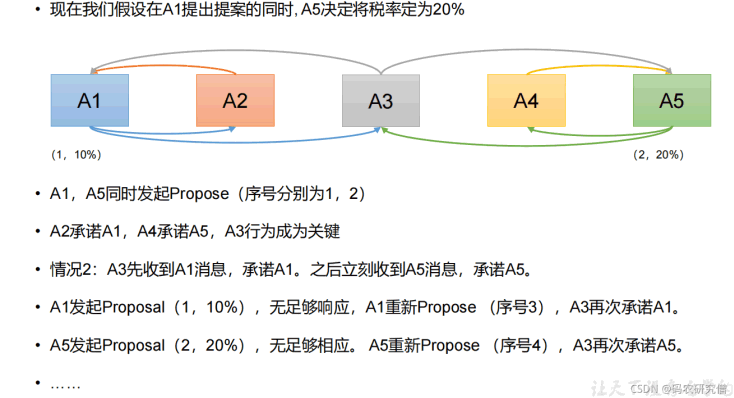 • 现在我们假设在A1提出提案的同时, A5决定将税率定为20%
A1
A2
A3
A4
A5
（1，10%）
（2，20%）
• A1，A5同时发起Propose（序号分别为1，2）
• A2承诺A1，A4承诺A5，A3行为成为关键
• 情况2：A3先收到A1消息，承诺A1。之后立刻收到A5消息，承诺A5。
• A1发起Proposal（1，10%），无足够响应，A1重新Propose （序号3），A3再次承诺A1。
• A5发起Proposal（2，20%），无足够相应。 A5重新Propose （序号4），A3再次承诺A5。
• ……
CSDN @码农研究僧